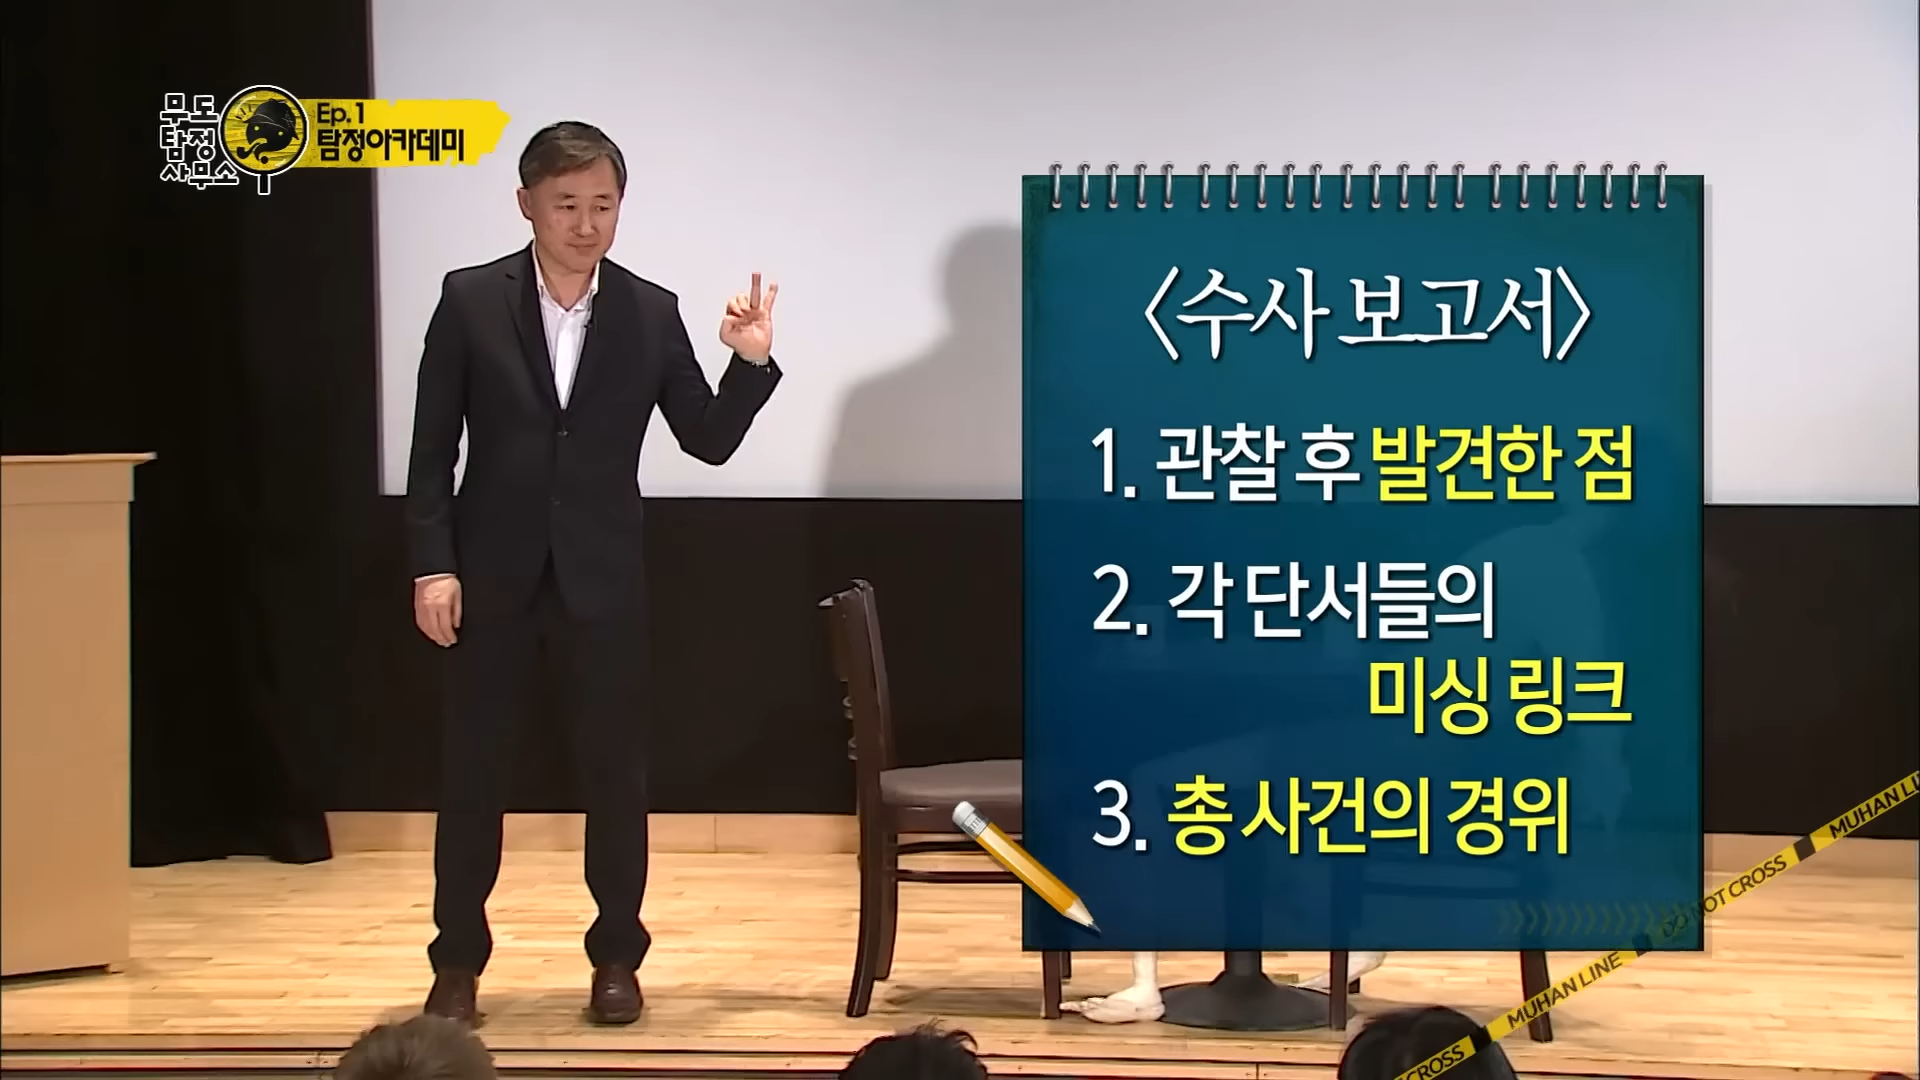 무도
탐정
사무소
Ep.1
탐정아카데미
<수사 보고서>
1. 관찰 후 발견한 점
2. 각 단서들의
미싱 링크
3. 총 사건의 경위
MUHAN LINE
DO NOT CROSS
MUHAN LINE
CROSS